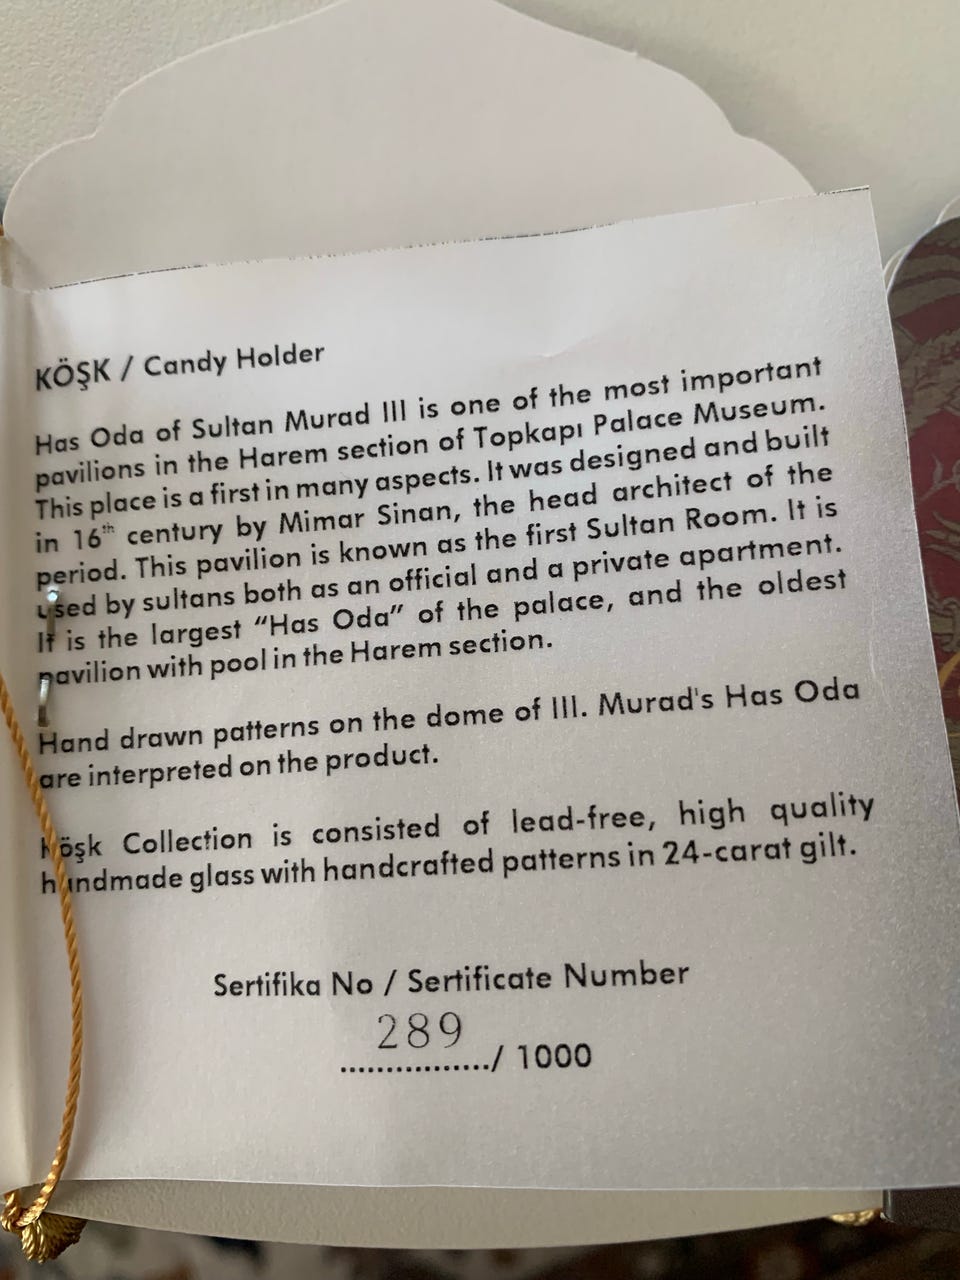 KÖŞK / Candy Holder
Has Oda of Sultan Murad III is one of the most important
pavilions in the Harem section of Topkapı Palace Museum.
This place is a first in many aspects. It was designed and built
in 16th century by Mimar Sinan, the head architect of the
period. This pavilion is known as the first Sultan Room. It is
used by sultans both as an official and a private apartment.
It is the largest “Has Oda” of the palace, and the oldest
pavilion with pool in the Harem section.
Hand drawn patterns on the dome of III. Murad's Has Oda
are interpreted on the product.
Köşk Collection is consisted of lead-free, high quality
handmade glass with handcrafted patterns in 24-carat gilt.
Sertifika No / Sertificate Number
289
................/ 1000